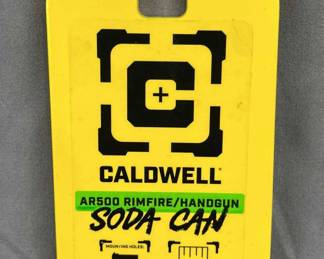 CALDWELL®
AR500 RIMFIRE/HANDGUN
SODA CAN
MOUNTING HOLES: